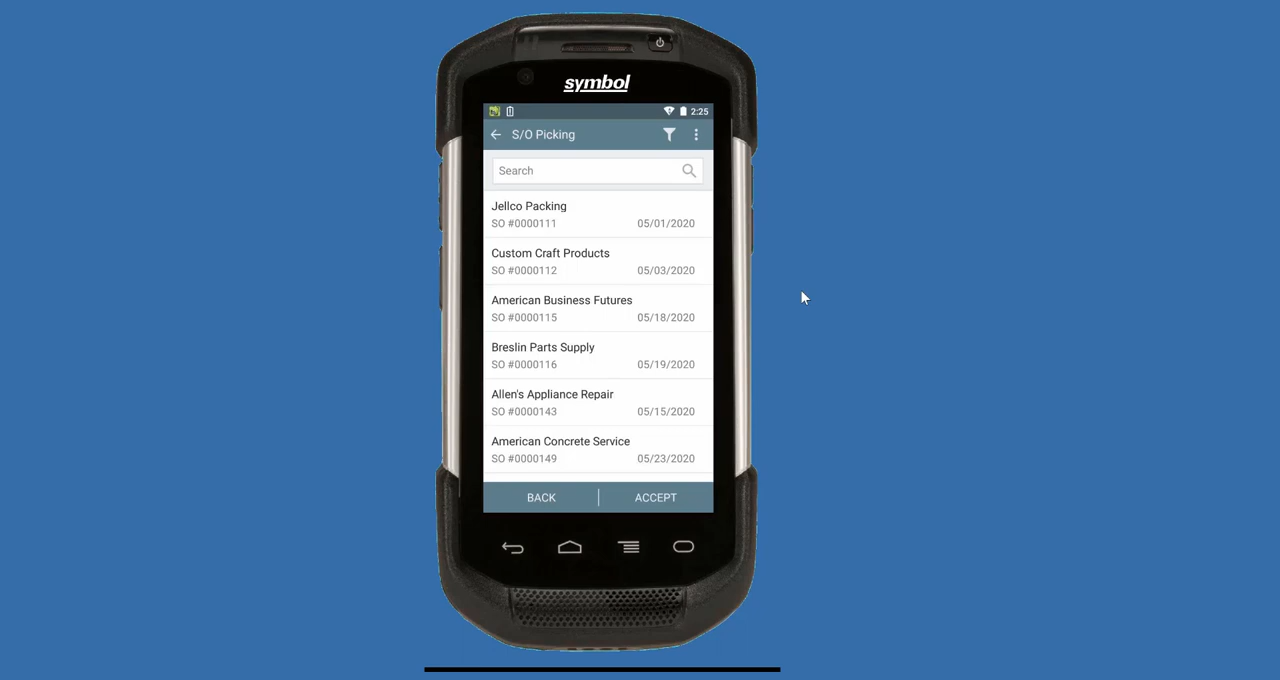 symbol
2:25
S/O Picking
Search
Jellco Packing
SO #0000111 05/01/2020
Custom Craft Products
SO #0000112 05/03/2020
American Business Futures
SO #0000115 05/18/2020
Breslin Parts Supply
SO #0000116 05/19/2020
Allen's Appliance Repair
SO #0000143 05/15/2020
American Concrete Service
SO #0000149 05/23/2020
BACK ACCEPT